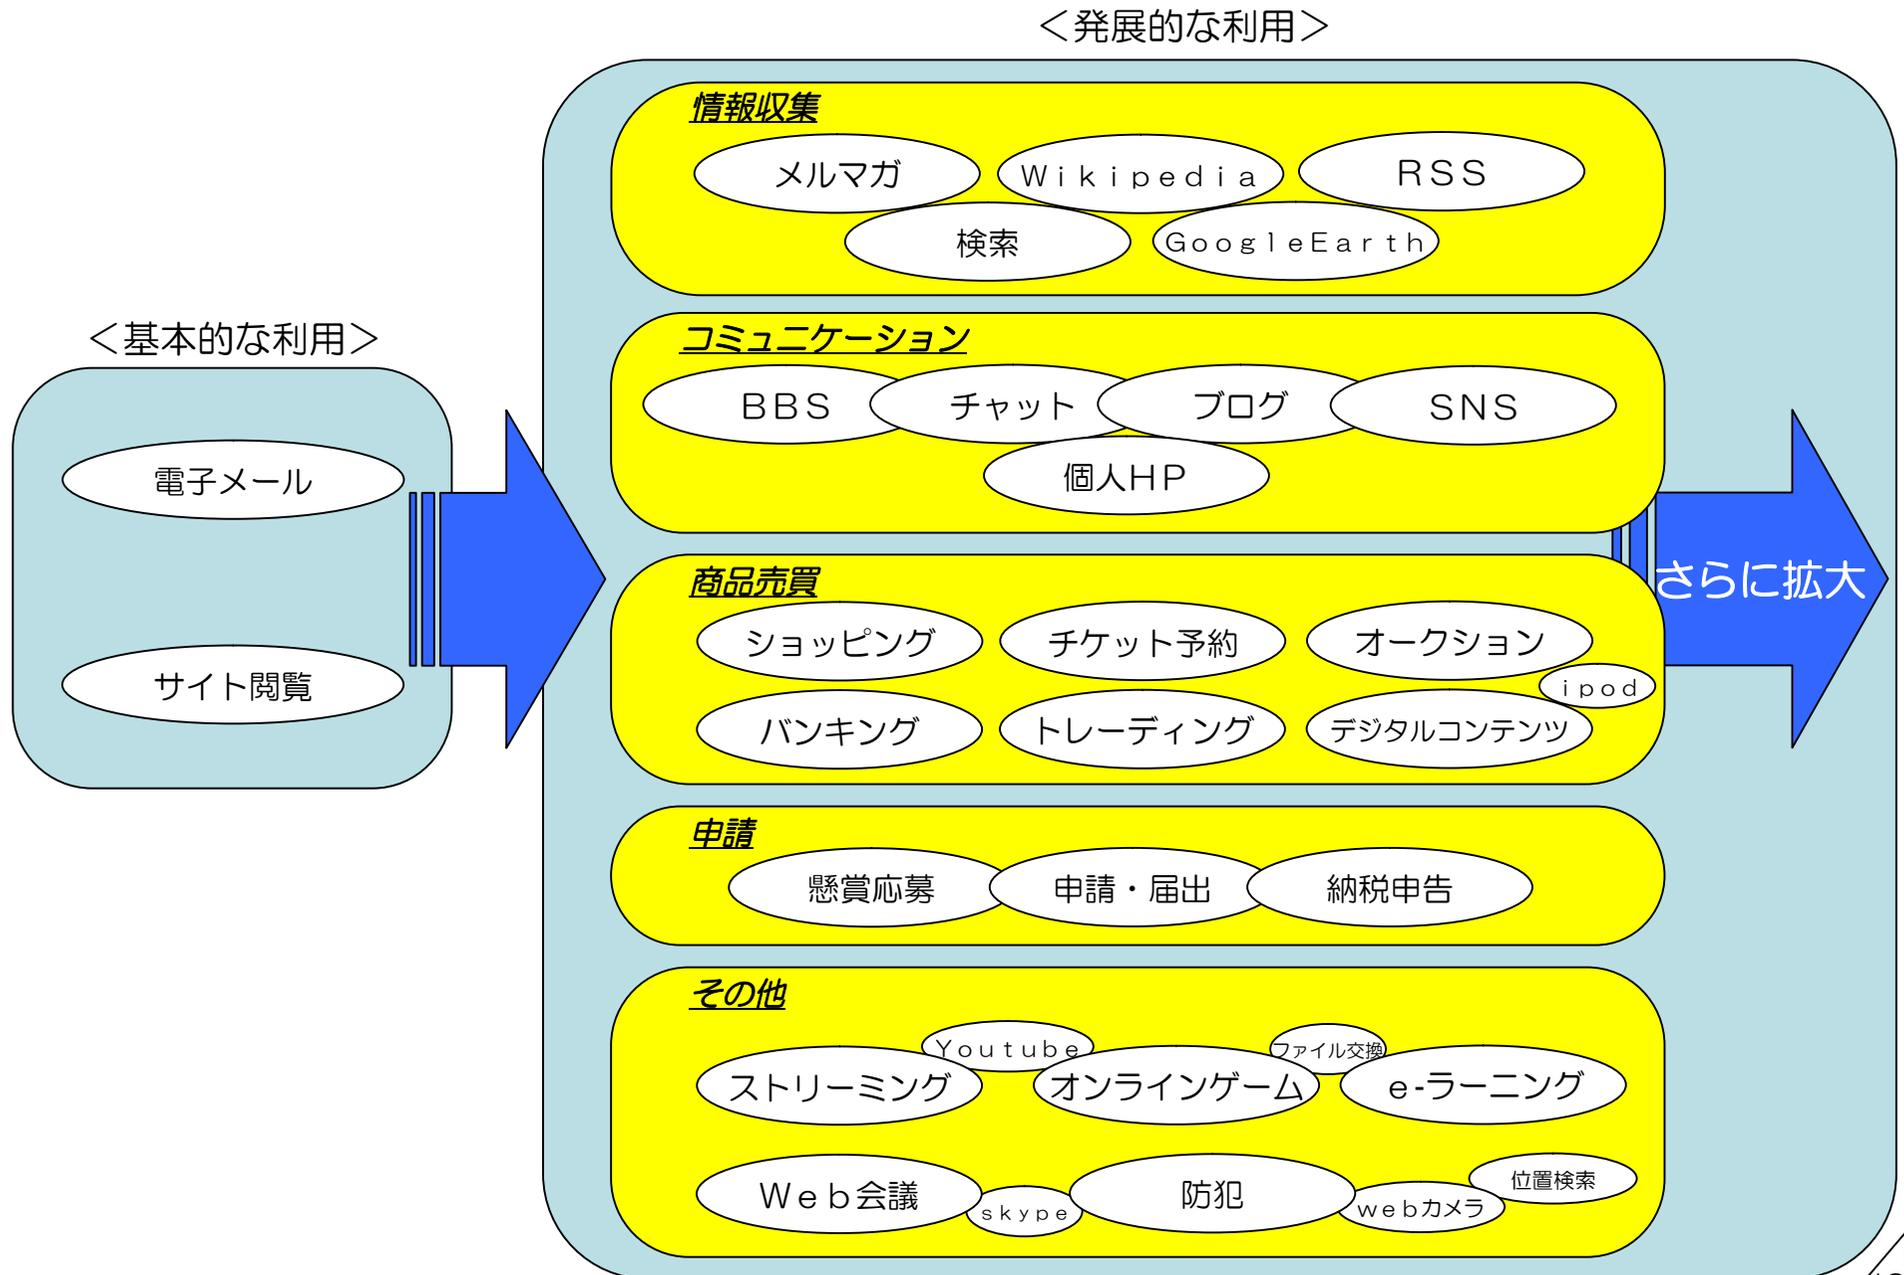 ＜発展的な利用＞
情報収集
メルマガ
Ｗｉｋｉｐｅｄｉａ
ＲＳＳ
検索
ＧｏｏｇｌｅＥａｒｔｈ
＜基本的な利用＞
電子メール
サイト閲覧
コミュニケーション
ＢＢＳ
チャット
ブログ
ＳＮＳ
個人ＨＰ
さらに拡大
商品売買
ショッピング
チケット予約
オークション
ｉｐｏｄ
バンキング
トレーディング
デジタルコンテンツ
申請
懸賞応募
申請・届出
納税申告
その他
Ｙｏｕｔｕｂｅ
ファイル交換
ストリーミング
オンラインゲーム
ｅ-ラーニング
Ｗｅｂ会議
ｓｋｙｐｅ
防犯
ｗｅｂカメラ
位置検索